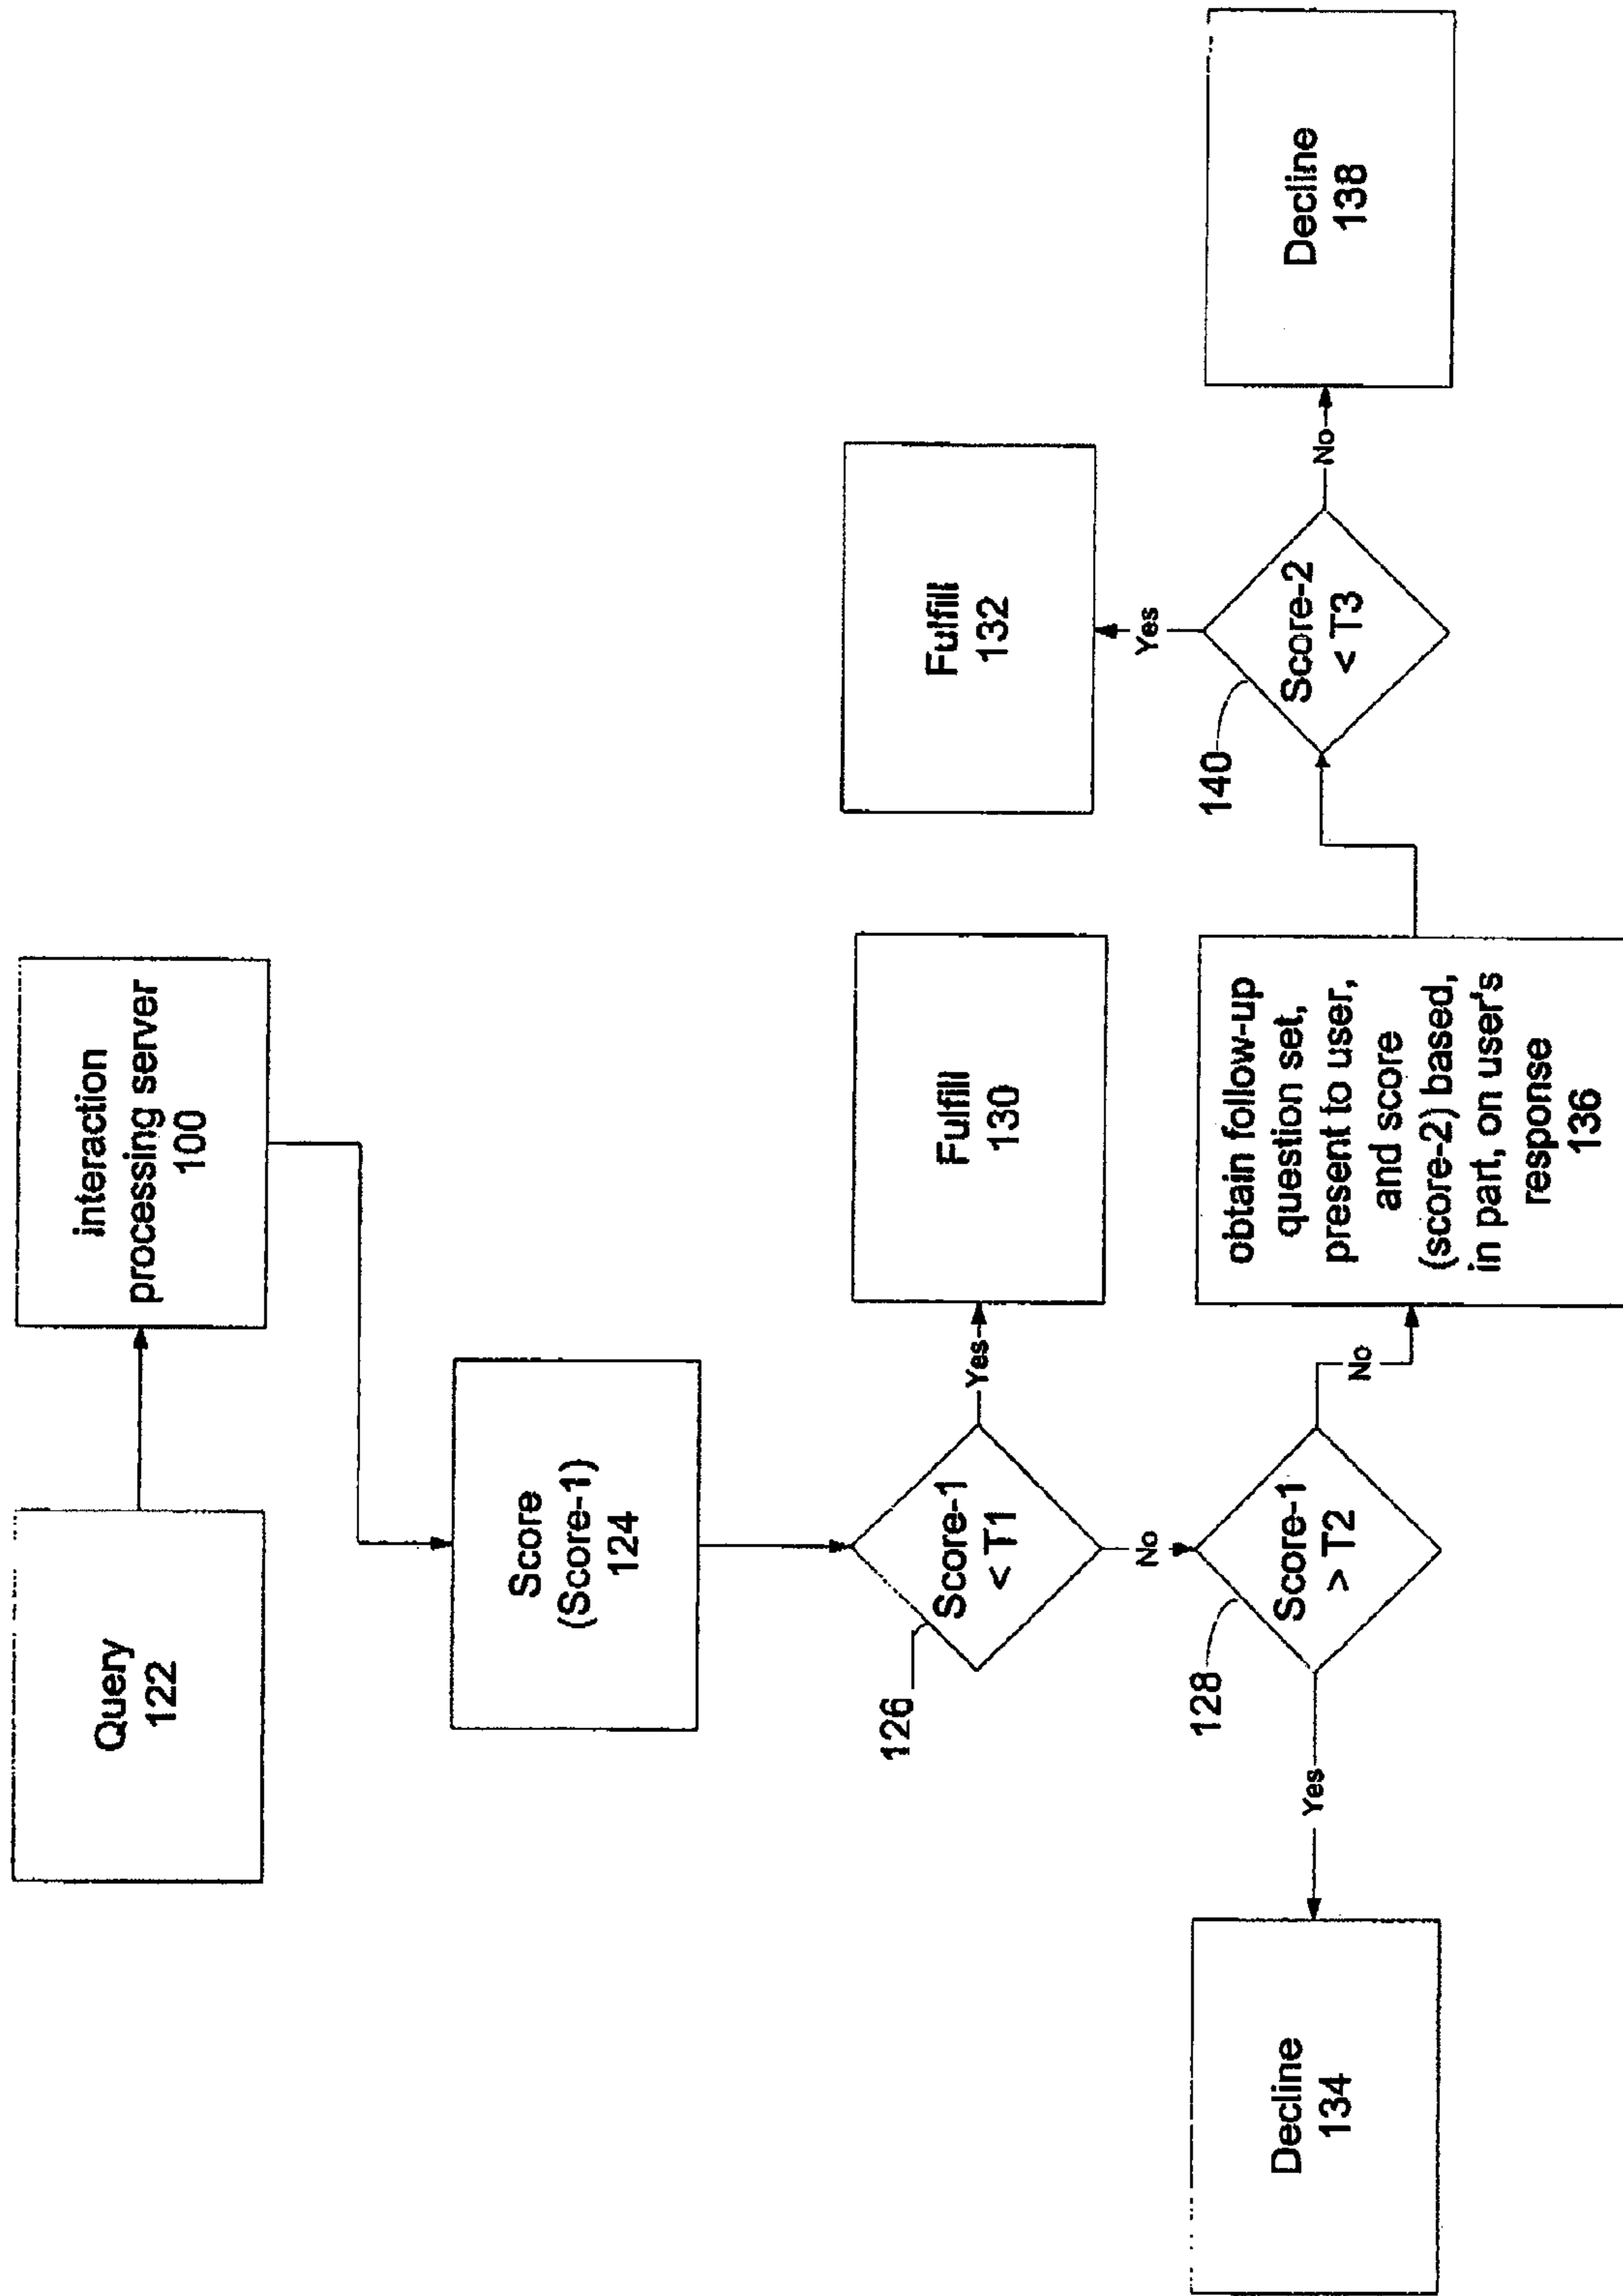 Query
122
interaction
processing server
100
Score
(Score-1)
124
126
Score-1
< T1
Yes
Fulfill
130
No
128
Score-1
> T2
Yes
Decline
134
No
obtain follow-up
question set,
present to user,
and score
(score-2) based,
in part, on user's
response
136
140
Score-2
< T3
Yes
Fulfill
132
No
Decline
138